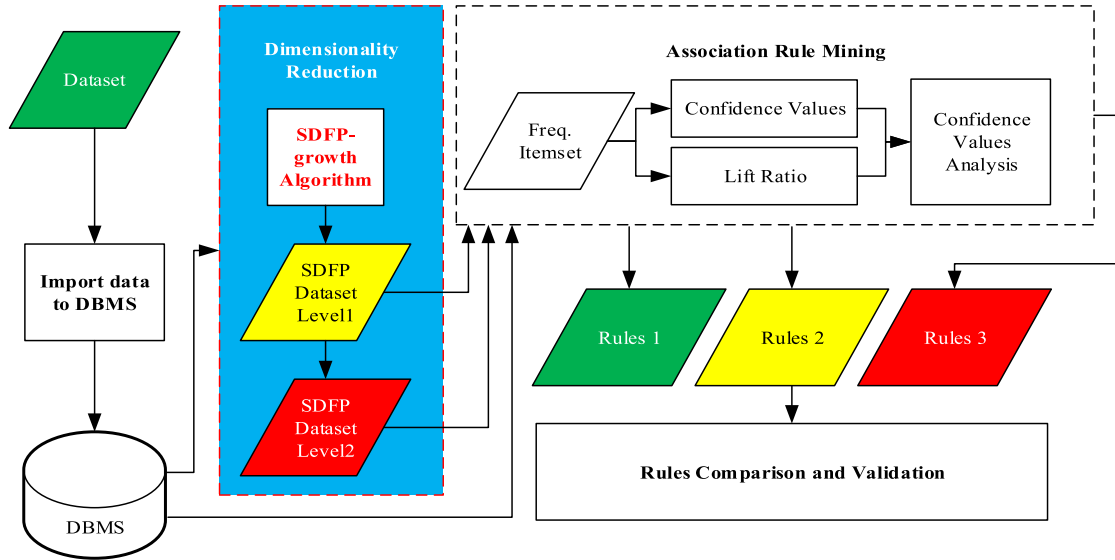 Dataset
Import data
to DBMS
DBMS
Dimensionality
Reduction
SDFP-
growth
Algorithm
SDFP
Dataset
Level1
SDFP
Dataset
Level2
Association Rule Mining
Freq.
Itemset
Confidence Values
Lift Ratio
Confidence
Values
Analysis
Rules 1
Rules 2
Rules 3
Rules Comparison and Validation